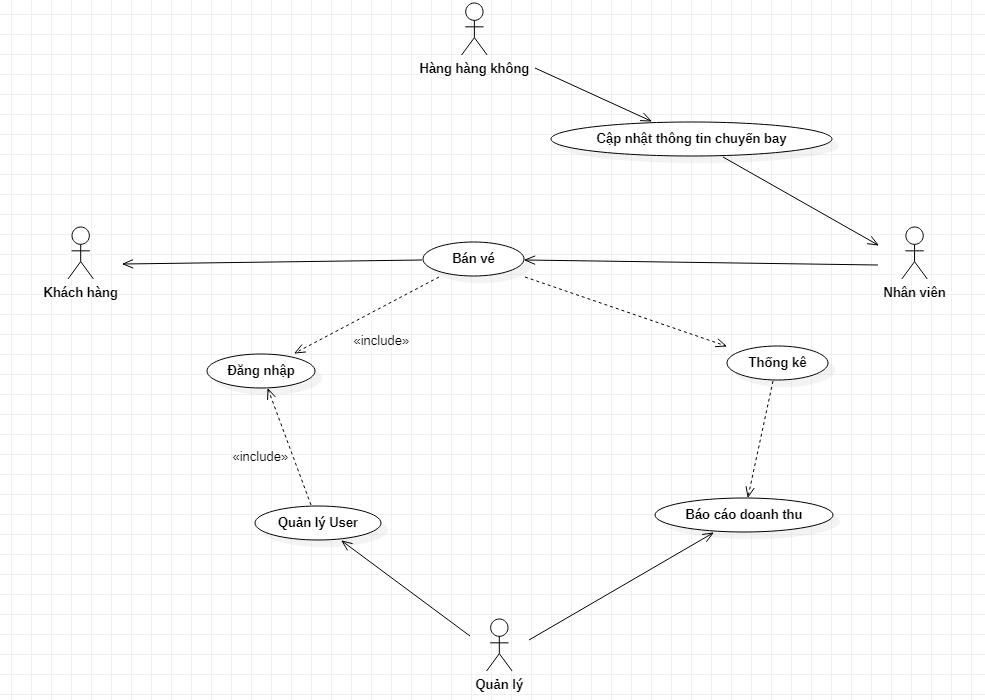 Hàng hàng không
Cập nhật thông tin chuyến bay
Bán vé
Khách hàng
Nhân viên
«include»
Đăng nhập
Thống kê
«include»
Quản lý User
Báo cáo doanh thu
Quản lý